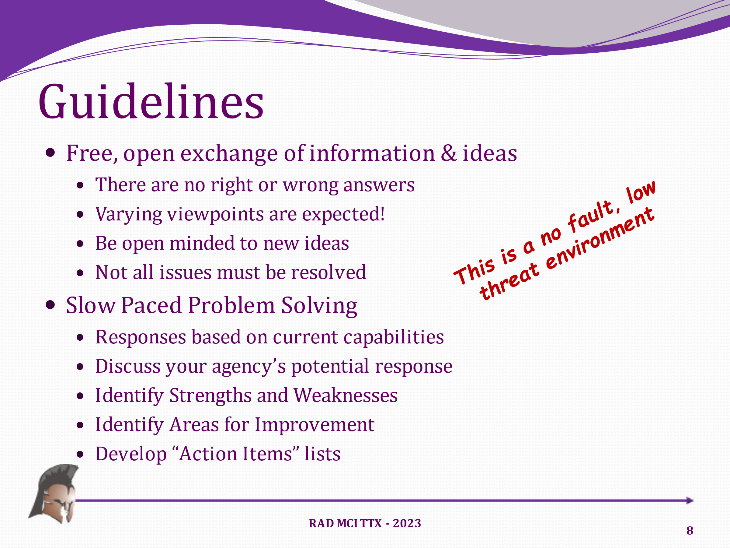 Guidelines
• Free, open exchange of information & ideas
• There are no right or wrong answers
• Varying viewpoints are expected!
• Be open minded to new ideas
• Not all issues must be resolved
This is a no fault, low
threat environment
• Slow Paced Problem Solving
• Responses based on current capabilities
• Discuss your agency’s potential response
• Identify Strengths and Weaknesses
• Identify Areas for Improvement
• Develop “Action Items” lists
RAD MCI TTX - 2023
8